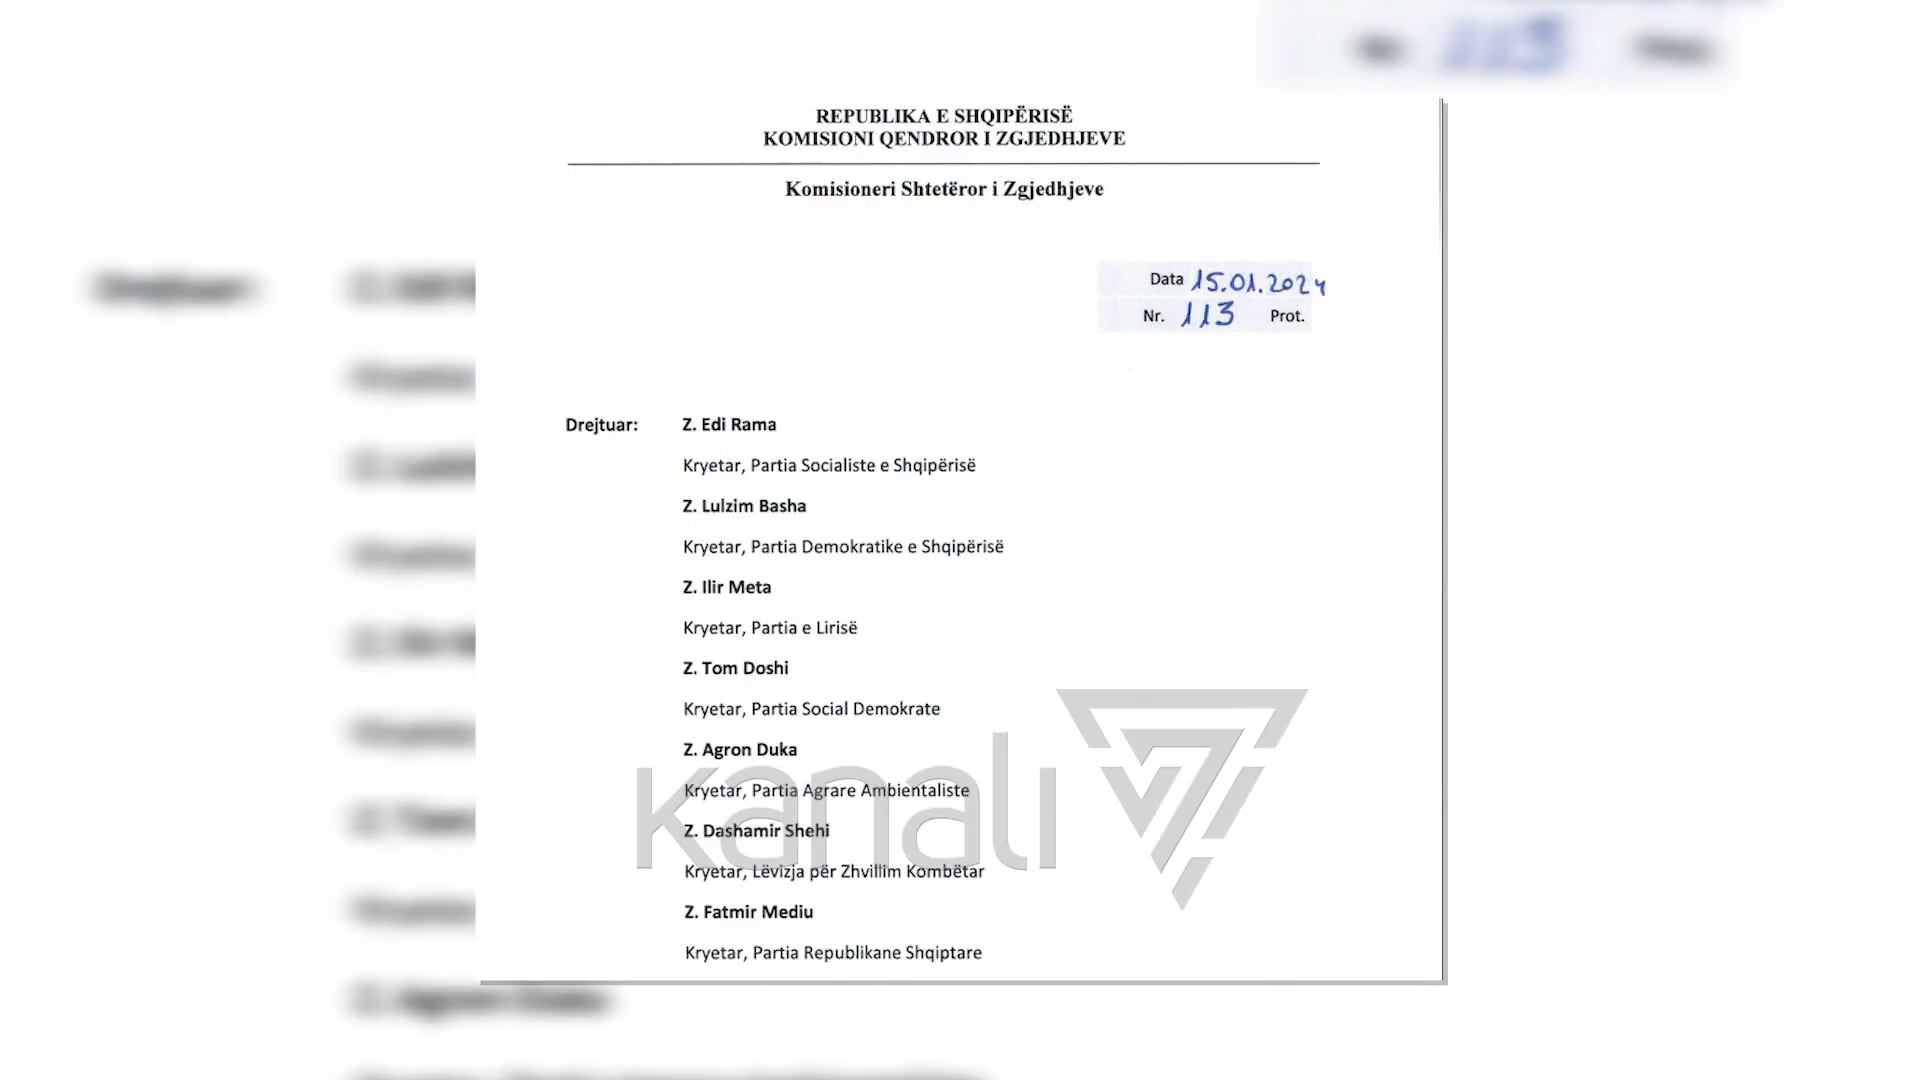 REPUBLIKA E SHQIPËRISË
KOMISIONI QENDROR I ZGJEDHJEVE
Komisioneri Shtetëror i Zgjedhjeve
Data 15.01.2024
Nr. 113 Prot.
Drejtuar: Z. Edi Rama
Kryetar, Partia Socialiste e Shqipërisë
Z. Lulzim Basha
Kryetar, Partia Demokratike e Shqipërisë
Z. Ilir Meta
Kryetar, Partia e Lirisë
Z. Tom Doshi
Kryetar, Partia Social Demokrate
Z. Agron Duka
Kryetar, Partia Agrare Ambientaliste
Z. Dashamir Shehi
Kryetar, Lëvizja për Zhvillim Kombëtar
Z. Fatmir Mediu
Kryetar, Partia Republikane Shqiptare
kanali 7